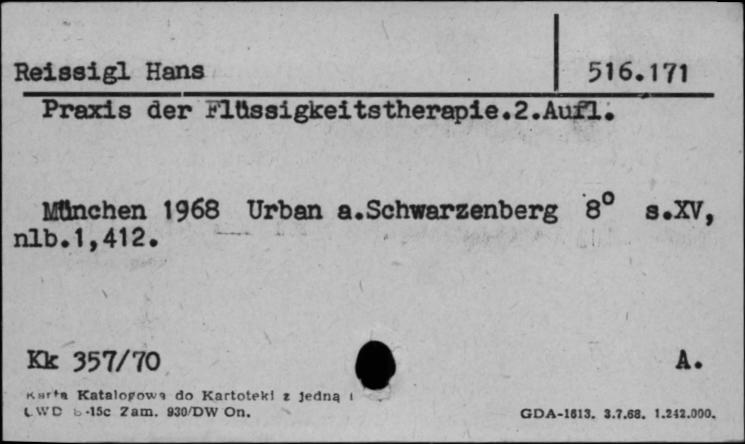 Reissigl Hans 516.171
Praxis der Flüssigkeitstherapie.2.Aufl.
München 1968 Urban a.Schwarzenberg 8° s.XV,
nlb.1,412.
Kk 357/70 A.
Karta Katalogowa do Kartoteki z jedną
-15c Zam. 930/DW On. GDA-1613. 3.7.68. 1.242.000.